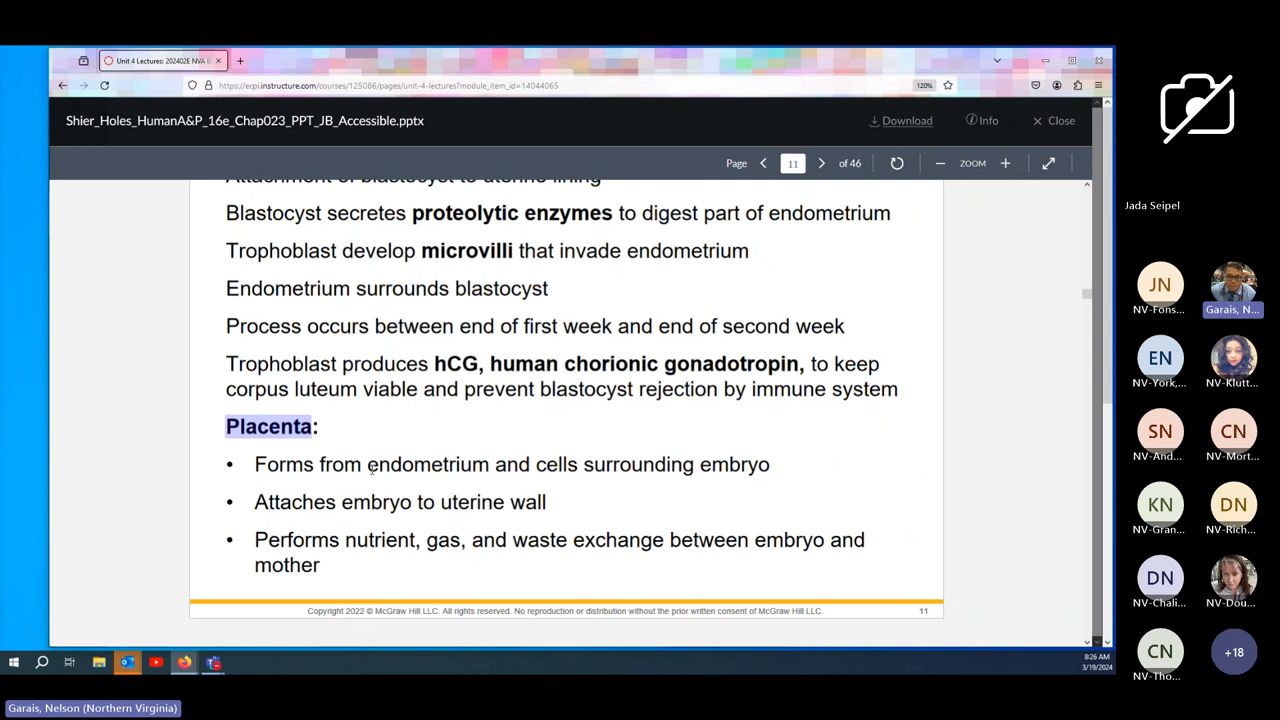 Unit 4 Lectures: 202402E NVA
https://ecpi.instructure.com/courses/125086/pages/unit-4-lectures?module_item_id=14044065
120%
Shier_Holes_HumanA&P_16e_Chap023_PPT_JB_Accessible.pptx
Download
Info
Close
Page 11 of 46 ZOOM
Attachment of blastocyst to uterine lining
Blastocyst secretes proteolytic enzymes to digest part of endometrium
Trophoblast develop microvilli that invade endometrium
Endometrium surrounds blastocyst
Process occurs between end of first week and end of second week
Trophoblast produces hCG, human chorionic gonadotropin, to keep
corpus luteum viable and prevent blastocyst rejection by immune system
Placenta:
• Forms from endometrium and cells surrounding embryo
• Attaches embryo to uterine wall
• Performs nutrient, gas, and waste exchange between embryo and
mother
Copyright 2022 © McGraw Hill LLC. All rights reserved. No reproduction or distribution without the prior written consent of McGraw Hill LLC.
11
8:26 AM
3/19/2024
Jada Seipel
JN
NV-Fons...
Garais, N...
EN
NV-York,...
NV-Klutt...
SN
NV-And...
CN
NV-Mort...
KN
NV-Gran...
DN
NV-Rich...
DN
NV-Chali...
NV-Dou...
CN
NV-Tho...
+18
Garais, Nelson (Northern Virginia)